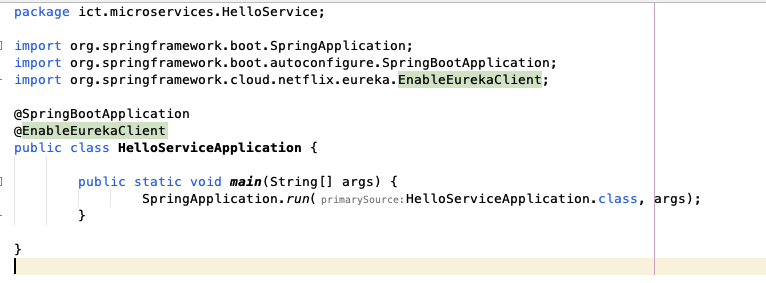 package ict.microservices.HelloService;
import org.springframework.boot.SpringApplication;
import org.springframework.boot.autoconfigure.SpringBootApplication;
import org.springframework.cloud.netflix.eureka.EnableEurekaClient;
@SpringBootApplication
@EnableEurekaClient
public class HelloServiceApplication {
public static void main(String[] args) {
SpringApplication.run( primarySource: HelloServiceApplication.class, args);
}
}